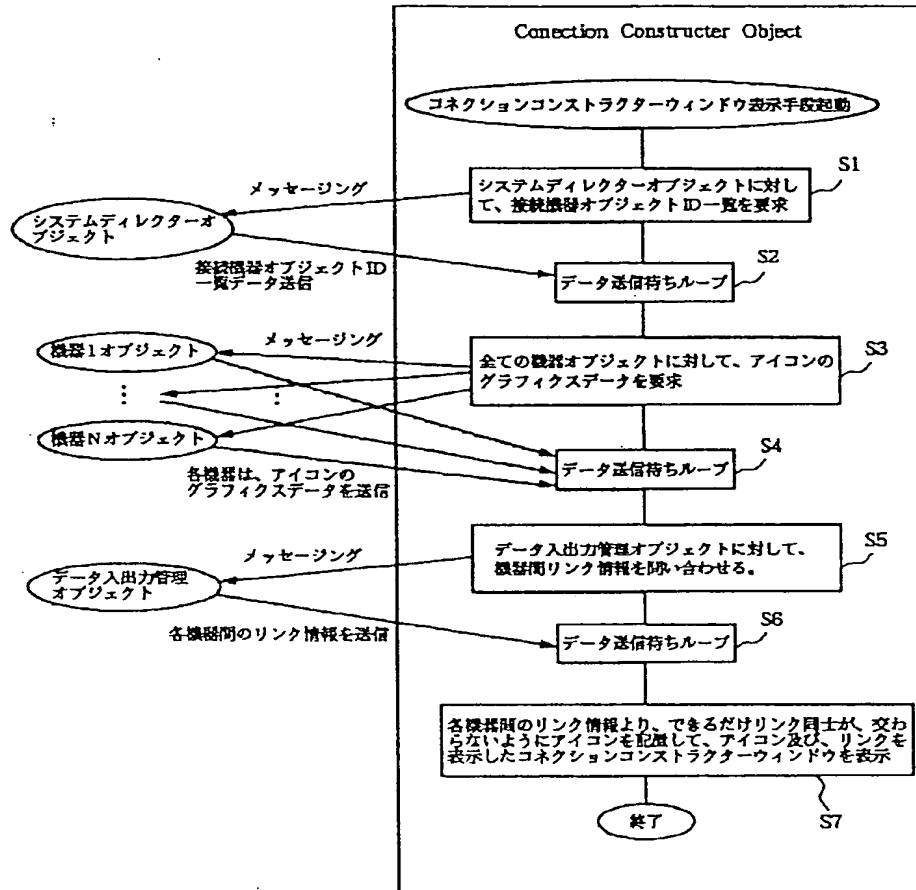 Conection Constructer Object
コネクションコンストラクターウィンドウ表示手段起動
S1
メッセージング
システムディレクターオブジェクトに対し
て、接続機器オブジェクトID一覧を要求
システムディレクターオ
ブジェクト
接続機器オブジェクトID
一覧データ送信
S2
データ送信待ちループ
メッセージング
機器1オブジェクト
S3
全ての機器オブジェクトに対して、アイコンの
グラフィクスデータを要求
⋮
⋮
機器Nオブジェクト
S4
データ送信待ちループ
各機器は、アイコンの
グラフィクスデータを送信
メッセージング
S5
データ入出力管理オブジェクトに対して、
機器間リンク情報を問い合わせる。
データ入出力管理
オブジェクト
各機器間のリンク情報を送信
S6
データ送信待ちループ
各機器間のリンク情報より、できるだけリンク同士が、交わ
らないようにアイコンを記置して、アイコン及び、リンクを
表示したコネクションコンストラクターウィンドウを表示
S7
終了